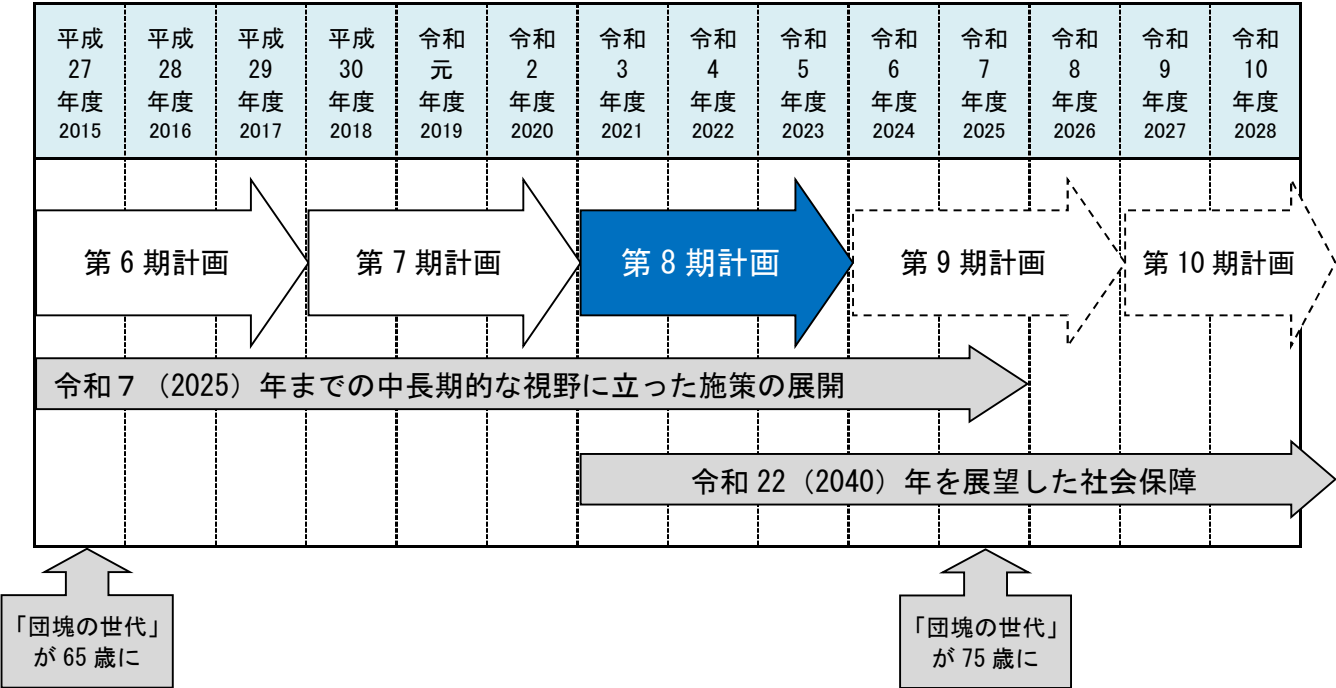 平成 平成 平成 平成 令和 令和 令和 令和 令和 令和 令和 令和 令和 令和
27 28 29 30 元 2 3 4 5 6 7 8 9 10
年度 年度 年度 年度 年度 年度 年度 年度 年度 年度 年度 年度 年度 年度
2015 2016 2017 2018 2019 2020 2021 2022 2023 2024 2025 2026 2027 2028
第6期計画 第7期計画 第8期計画 第9期計画 第10期計画
令和7（2025）年までの中長期的な視野に立った施策の展開
令和22（2040）年を展望した社会保障
「団塊の世代」
が65歳に
「団塊の世代」
が75歳に